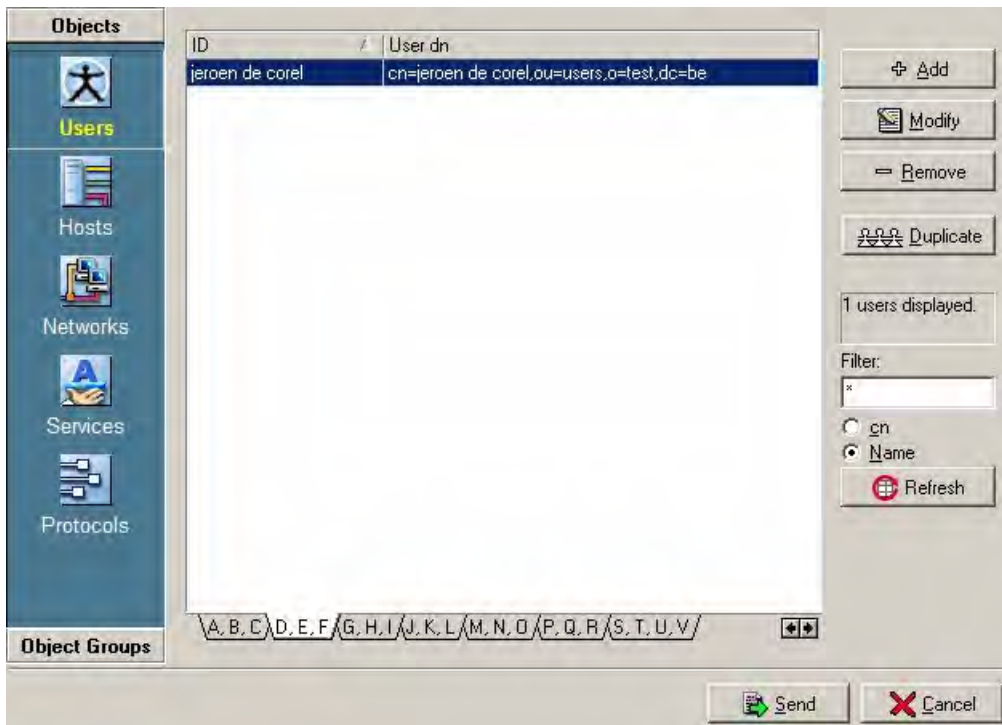 Objects
Users
Hosts
Networks
Services
Protocols
Object Groups
ID User dn
jeroen de corel cn=jeroen de corel,ou=users,o=test,dc=be
A, B, C D, E, F G, H, I J, K, L M, N, O P, Q, R S, T, U, V
Add
Modify
Remove
Duplicate
1 users displayed.
Filter:
*
cn
Name
Refresh
Send Cancel